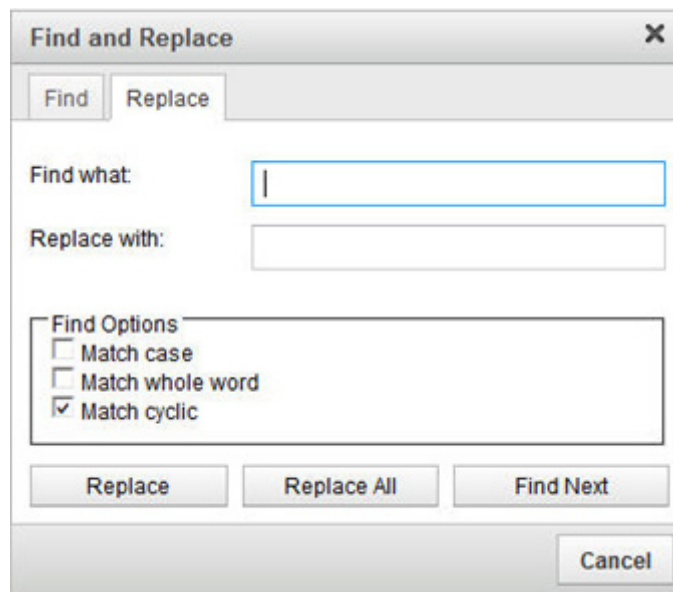 Find and Replace
Find Replace
Find what:
Replace with:
Find Options
Match case
Match whole word
Match cyclic
Replace Replace All Find Next
Cancel